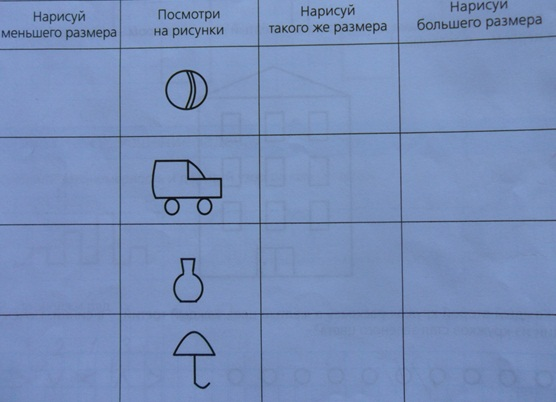 Нарисуй
меньшего размера
Посмотри
на рисунки
Нарисуй
такого же размера
Нарисуй
большего размера